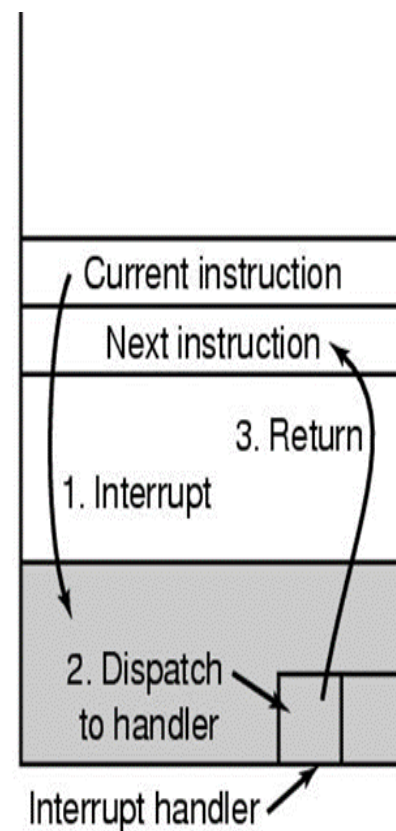 Current instruction
Next instruction
3. Return
1. Interrupt
2. Dispatch
to handler
Interrupt handler